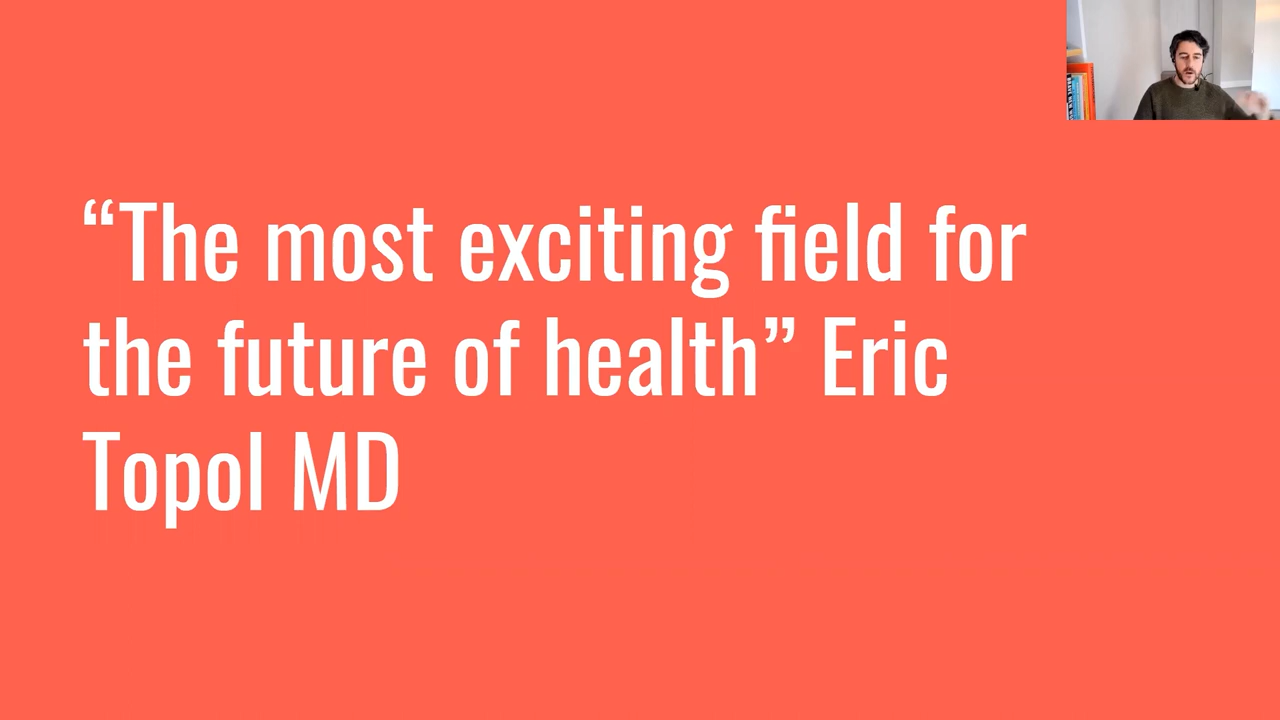 “The most exciting field for
the future of health” Eric
Topol MD